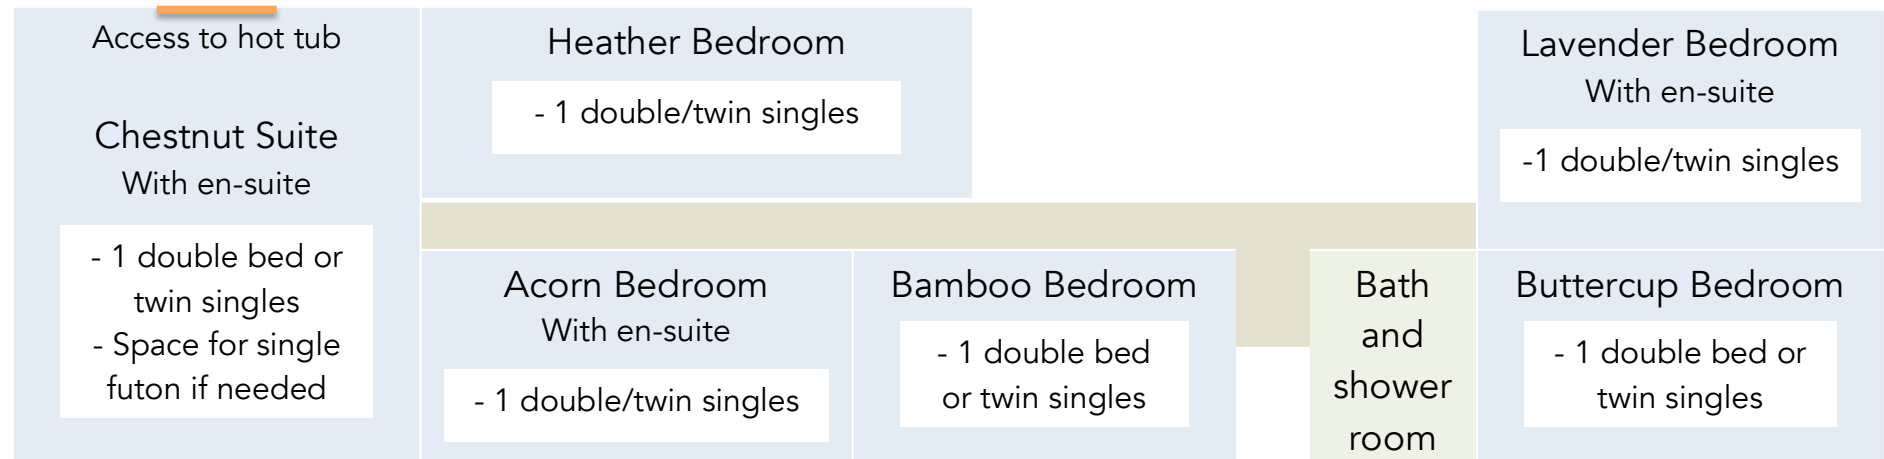 Access to hot tub
Chestnut Suite
With en-suite
- 1 double bed or
twin singles
- Space for single
futon if needed
Heather Bedroom
- 1 double/twin singles
Lavender Bedroom
With en-suite
-1 double/twin singles
Acorn Bedroom
With en-suite
- 1 double/twin singles
Bamboo Bedroom
- 1 double bed
or twin singles
Bath
and
shower
room
Buttercup Bedroom
- 1 double bed or
twin singles